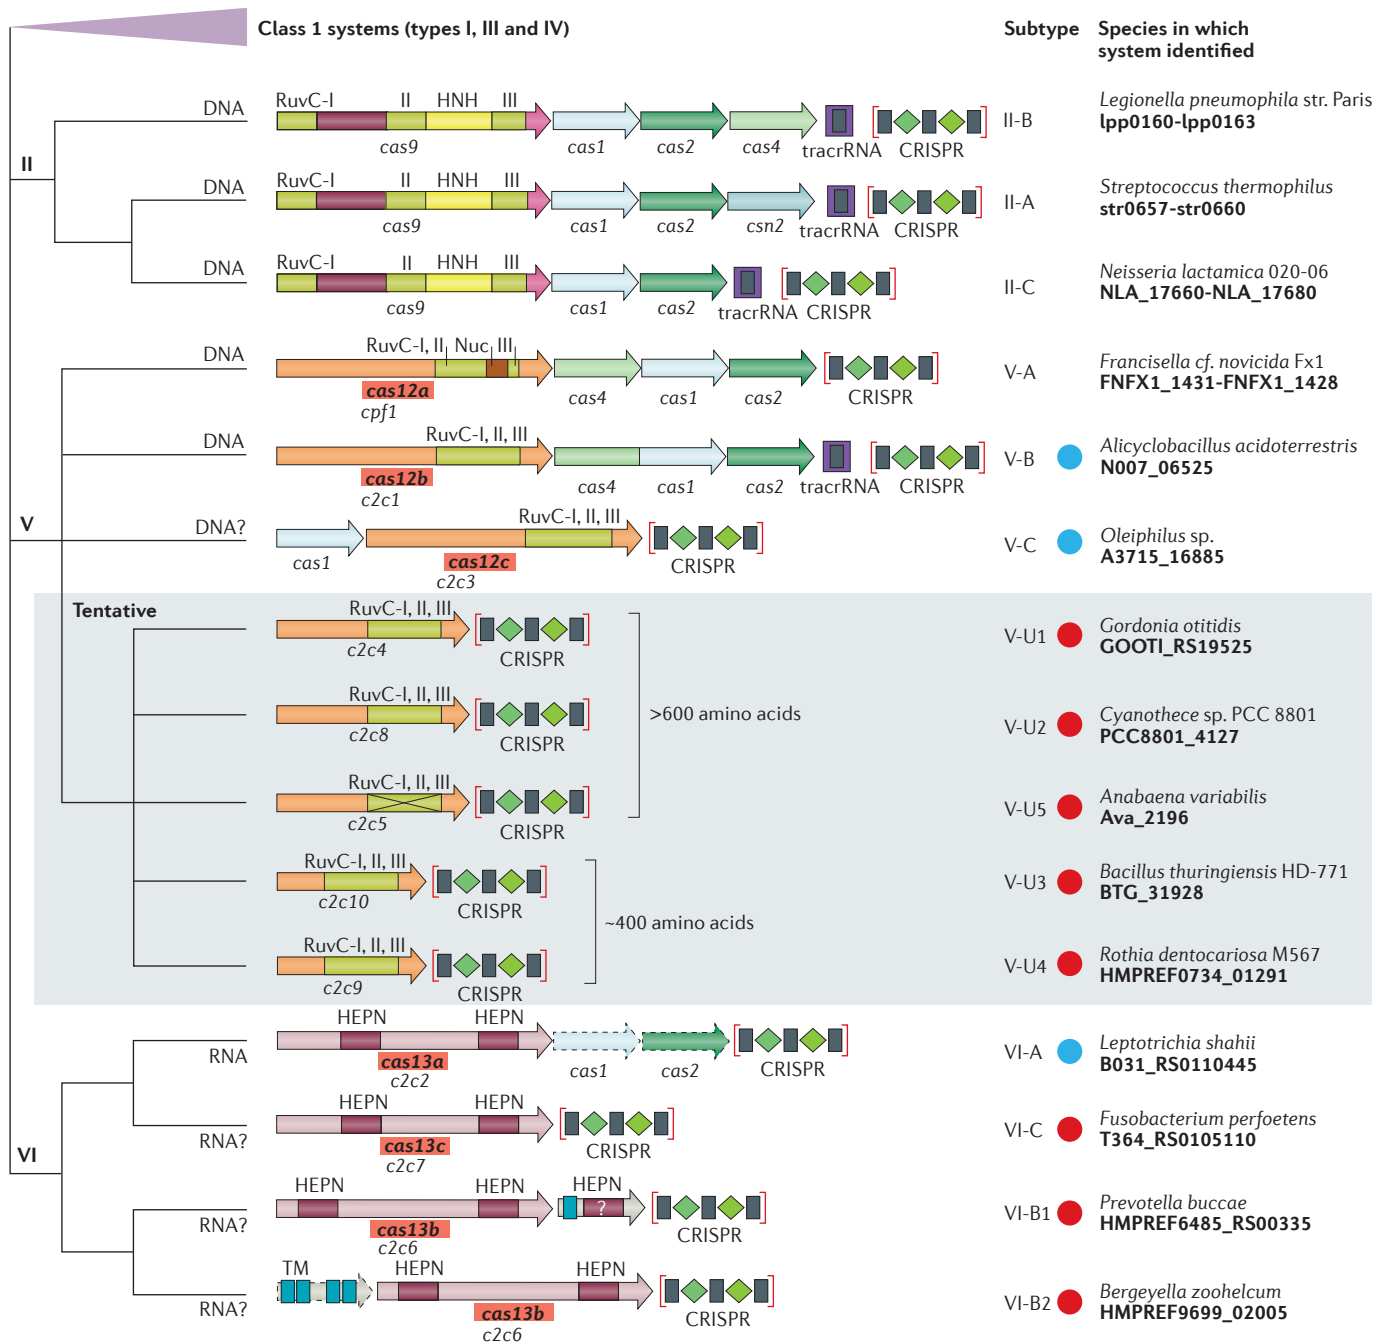 Class 1 systems (types I, III and IV)
Subtype
Species in which
system identified
II
DNA
RuvC-I II HNH III
cas9 cas1 cas2 cas4 tracrRNA CRISPR
II-B
Legionella pneumophila str. Paris
lpp0160-lpp0163
DNA
RuvC-I II HNH III
cas9 cas1 cas2 csn2 tracrRNA CRISPR
II-A
Streptococcus thermophilus
str0657-str0660
DNA
RuvC-I II HNH III
cas9 cas1 cas2 tracrRNA CRISPR
II-C
Neisseria lactamica 020-06
NLA_17660-NLA_17680
V
DNA
RuvC-I, II Nuc III
cas12a cas4 cas1 cas2 CRISPR
cpf1
V-A
Francisella cf. novicida Fx1
FNFX1_1431-FNFX1_1428
DNA
RuvC-I, II, III
cas12b cas4 cas1 cas2 tracrRNA CRISPR
c2c1
V-B
Alicyclobacillus acidoterrestris
N007_06525
DNA?
RuvC-I, II, III
cas1 cas12c CRISPR
c2c3
V-C
Oleiphilus sp.
A3715_16885
Tentative
RuvC-I, II, III
c2c4 CRISPR
V-U1
Gordonia otitidis
GOOTI_RS19525
RuvC-I, II, III
c2c8 CRISPR
>600 amino acids
V-U2
Cyanothece sp. PCC 8801
PCC8801_4127
RuvC-I, II, III
c2c5 CRISPR
V-U5
Anabaena variabilis
Ava_2196
RuvC-I, II, III
c2c10 CRISPR
~400 amino acids
V-U3
Bacillus thuringiensis HD-771
BTG_31928
RuvC-I, II, III
c2c9 CRISPR
V-U4
Rothia dentocariosa M567
HMPREF0734_01291
VI
RNA
HEPN HEPN
cas13a cas1 cas2 CRISPR
c2c2
VI-A
Leptotrichia shahii
B031_RS0110445
RNA?
HEPN HEPN
cas13c CRISPR
c2c7
VI-C
Fusobacterium perfoetens
T364_RS0105110
RNA?
HEPN HEPN HEPN
?
cas13b CRISPR
c2c6
VI-B1
Prevotella buccae
HMPREF6485_RS00335
RNA?
TM HEPN HEPN
cas13b CRISPR
c2c6
VI-B2
Bergeyella zoohelcum
HMPREF9699_02005